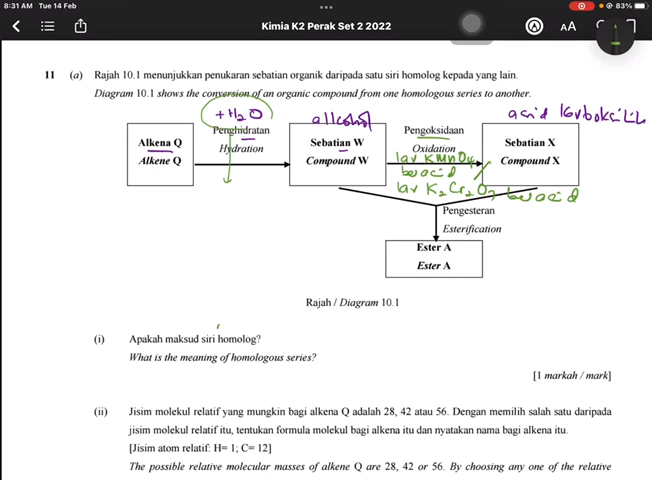 8:31 AM Tue 14 Feb
83%
Kimia K2 Perak Set 2 2022
AA
11 (a) Rajah 10.1 menunjukkan penukaran sebatian organik daripada satu siri homolog kepada yang lain.
Diagram 10.1 shows the conversion of an organic compound from one homologous series to another.
+ H2O
alkohol
acid karboksilik
Alkena Q
Alkene Q
Penghidratan
Hydration
Sebatian W
Compound W
Pengoksidaan
Oxidation
lar KMnO4
beracid
lar K2Cr2O7 beracid
Sebatian X
Compound X
Pengesteran
Esterification
Ester A
Ester A
Rajah / Diagram 10.1
(i) Apakah maksud siri homolog?
What is the meaning of homologous series?
[1 markah / mark]
(ii) Jisim molekul relatif yang mungkin bagi alkena Q adalah 28, 42 atau 56. Dengan memilih salah satu daripada
jisim molekul relatif itu, tentukan formula molekul bagi alkena itu dan nyatakan nama bagi alkena itu.
[Jisim atom relatif: H= 1; C= 12]
The possible relative molecular masses of alkene Q are 28, 42 or 56. By choosing any one of the relative